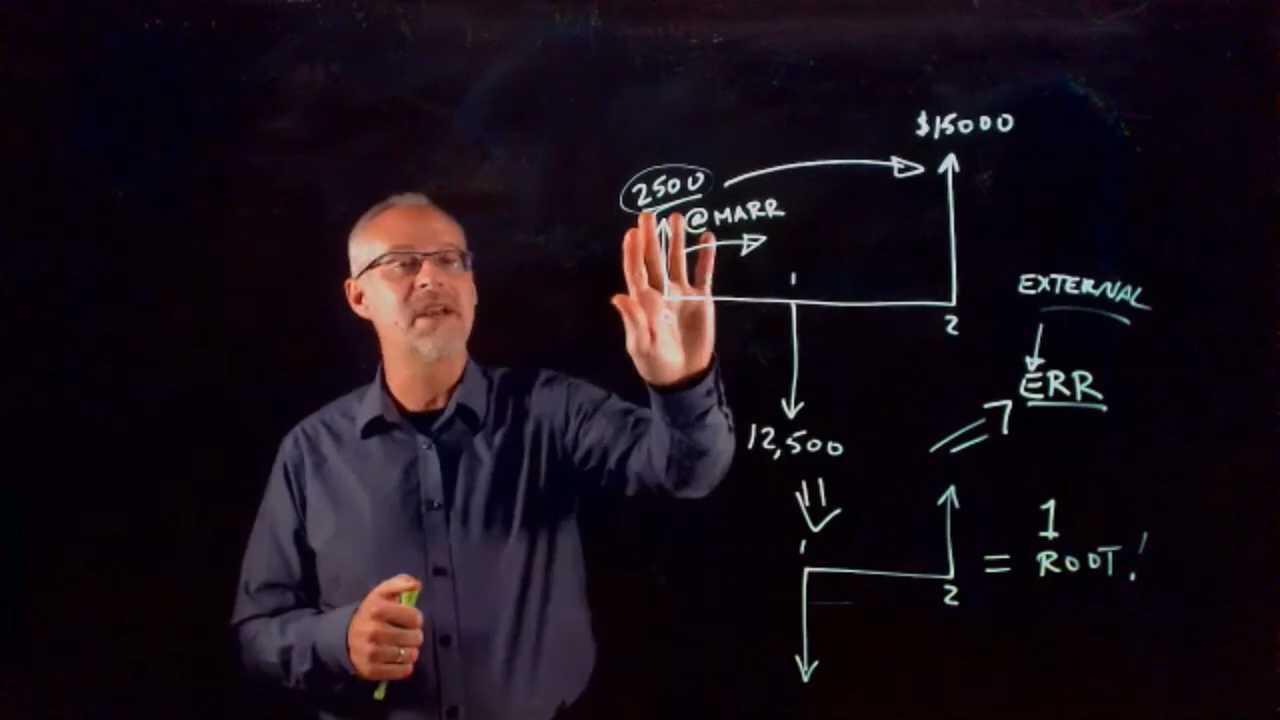 $15000
2500
@MARR
1
2
EXTERNAL
ERR
12,500
1
2
= 1
ROOT!